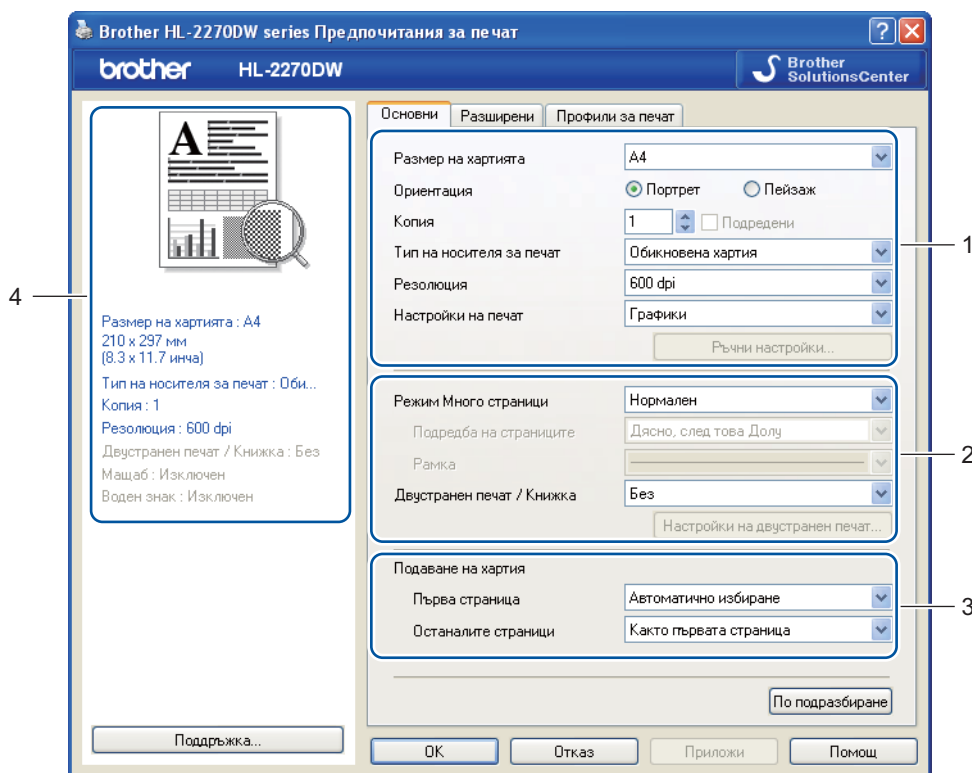 Brother HL-2270DW series Предпочитания за печат
brother HL-2270DW
Brother
SolutionsCenter
A
4
Размер на хартията : A4
210 x 297 мм
(8.3 x 11.7 инча)
Тип на носителя за печат : Оби...
Копия : 1
Резолюция : 600 dpi
Двустранен печат / Книжка : Без
Мащаб : Изключен
Воден знак : Изключен
Поддръжка...
Основни Разширени Профили за печат
Размер на хартията A4
Ориентация Портрет Пейзаж
Копия 1 Подредени
Тип на носителя за печат Обикновена хартия
1
Резолюция 600 dpi
Настройки на печат Графики
Ръчни настройки...
Режим Много страници Нормален
Подредба на страниците Дясно, след това Долу
2
Рамка
Двустранен печат / Книжка Без
Настройки на двустранен печат...
Подаване на хартия
Първа страница Автоматично избиране
3
Останалите страници Както първата страница
По подразбиране
OK Отказ Приложи Помощ